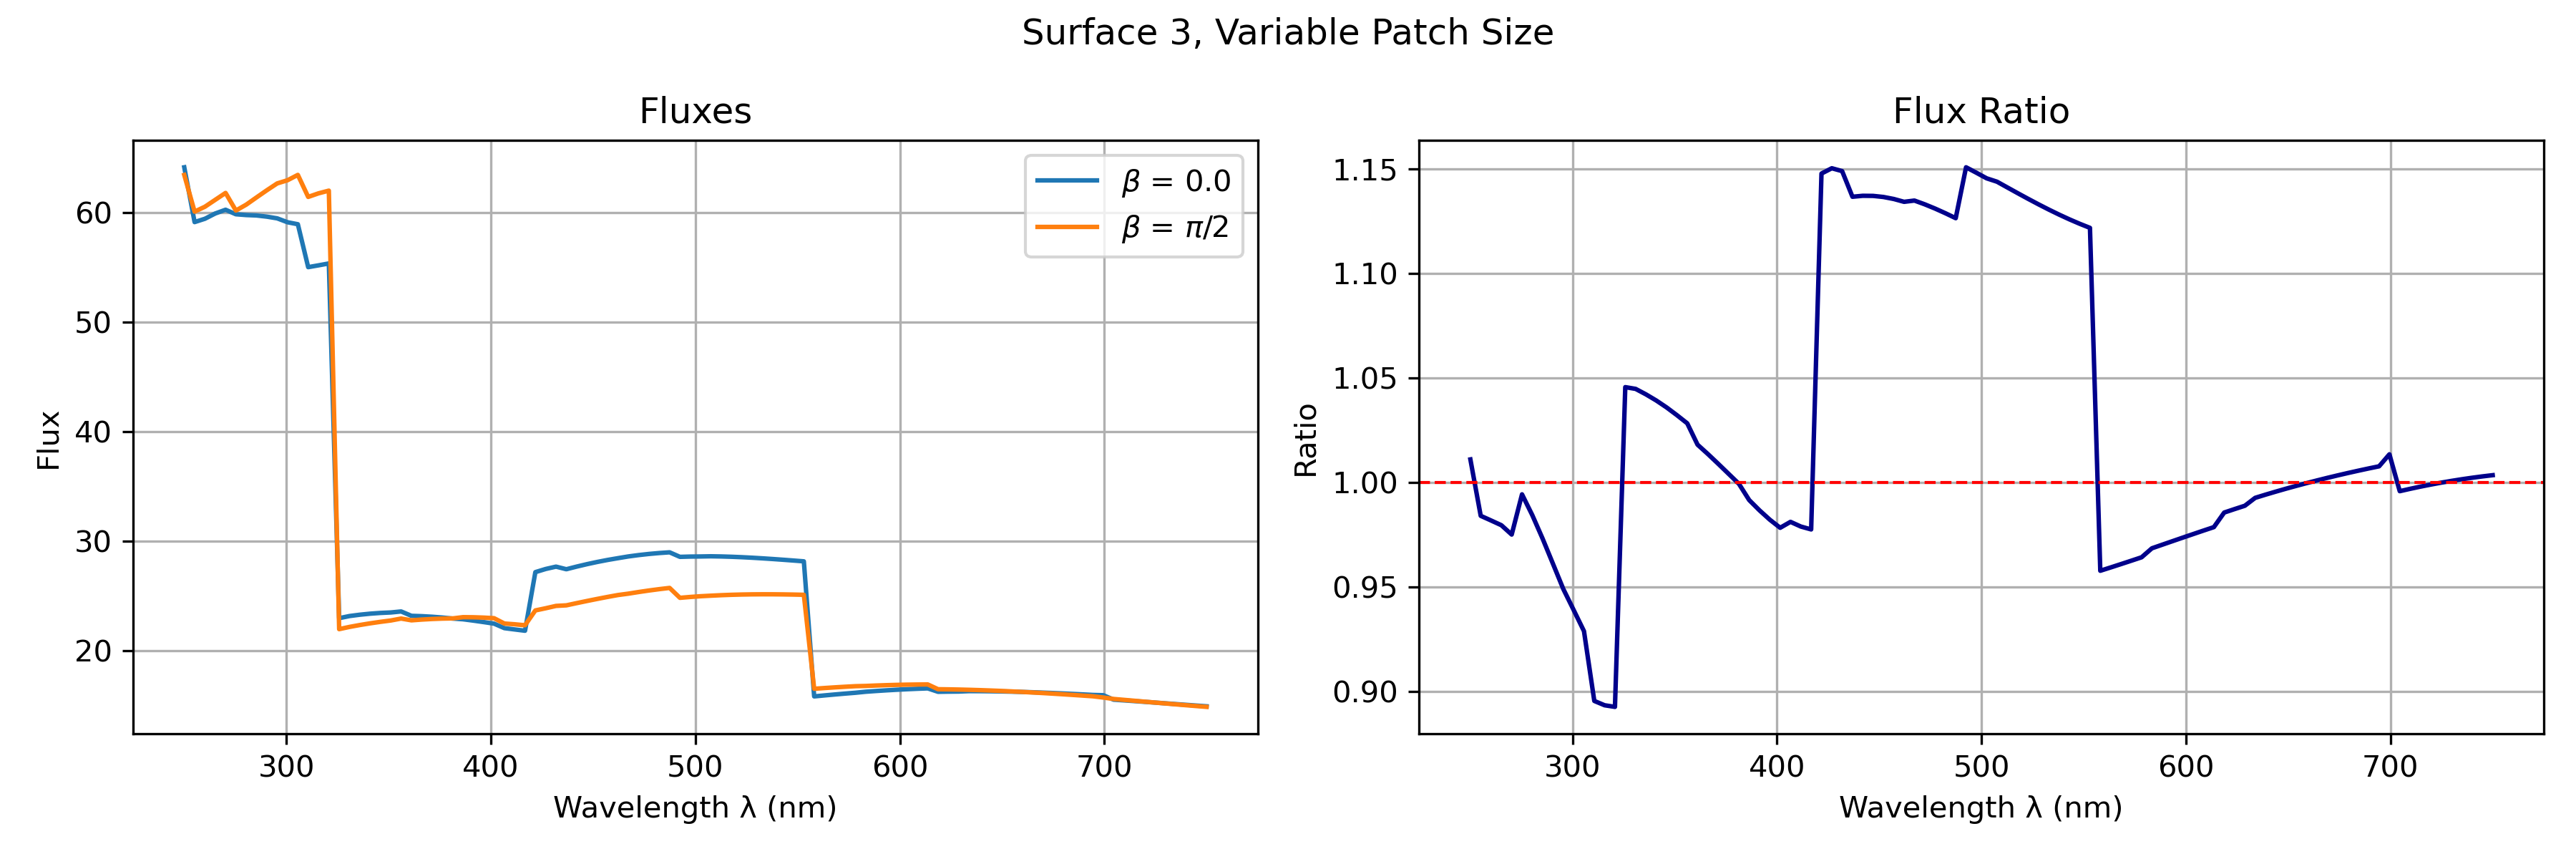 Surface 3, Variable Patch Size
Fluxes
Flux
60
50
40
30
20
300 400 500 600 700
Wavelength λ (nm)
β = 0.0
β = π/2
Flux Ratio
Ratio
1.15
1.10
1.05
1.00
0.95
0.90
300 400 500 600 700
Wavelength λ (nm)